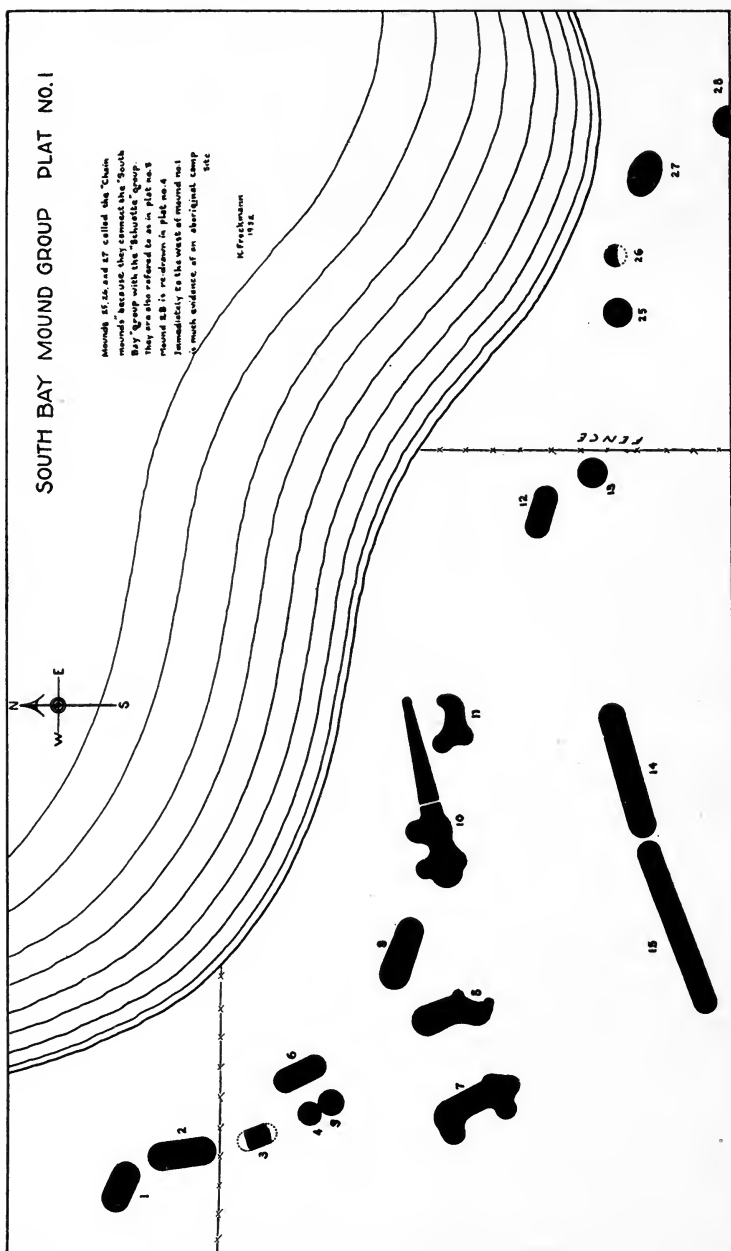 SOUTH BAY MOUND GROUP PLAT NO. 1
Mounds 25, 26, and 27 called the "Chain
mounds" because they connect the "South
Bay" group with the "Schuette" group.
They are also refered to as in plat no. 5
Mound 28 is re-drawn in plat no. 4
Immediately to the west of mound no. 1
is much evidence of an aboriginal camp
site
K. Freckmann
N
W
E
S
FENCE
1
2
3
4
5
6
7
8
10
11
12
13
14
15
25
26
27
28